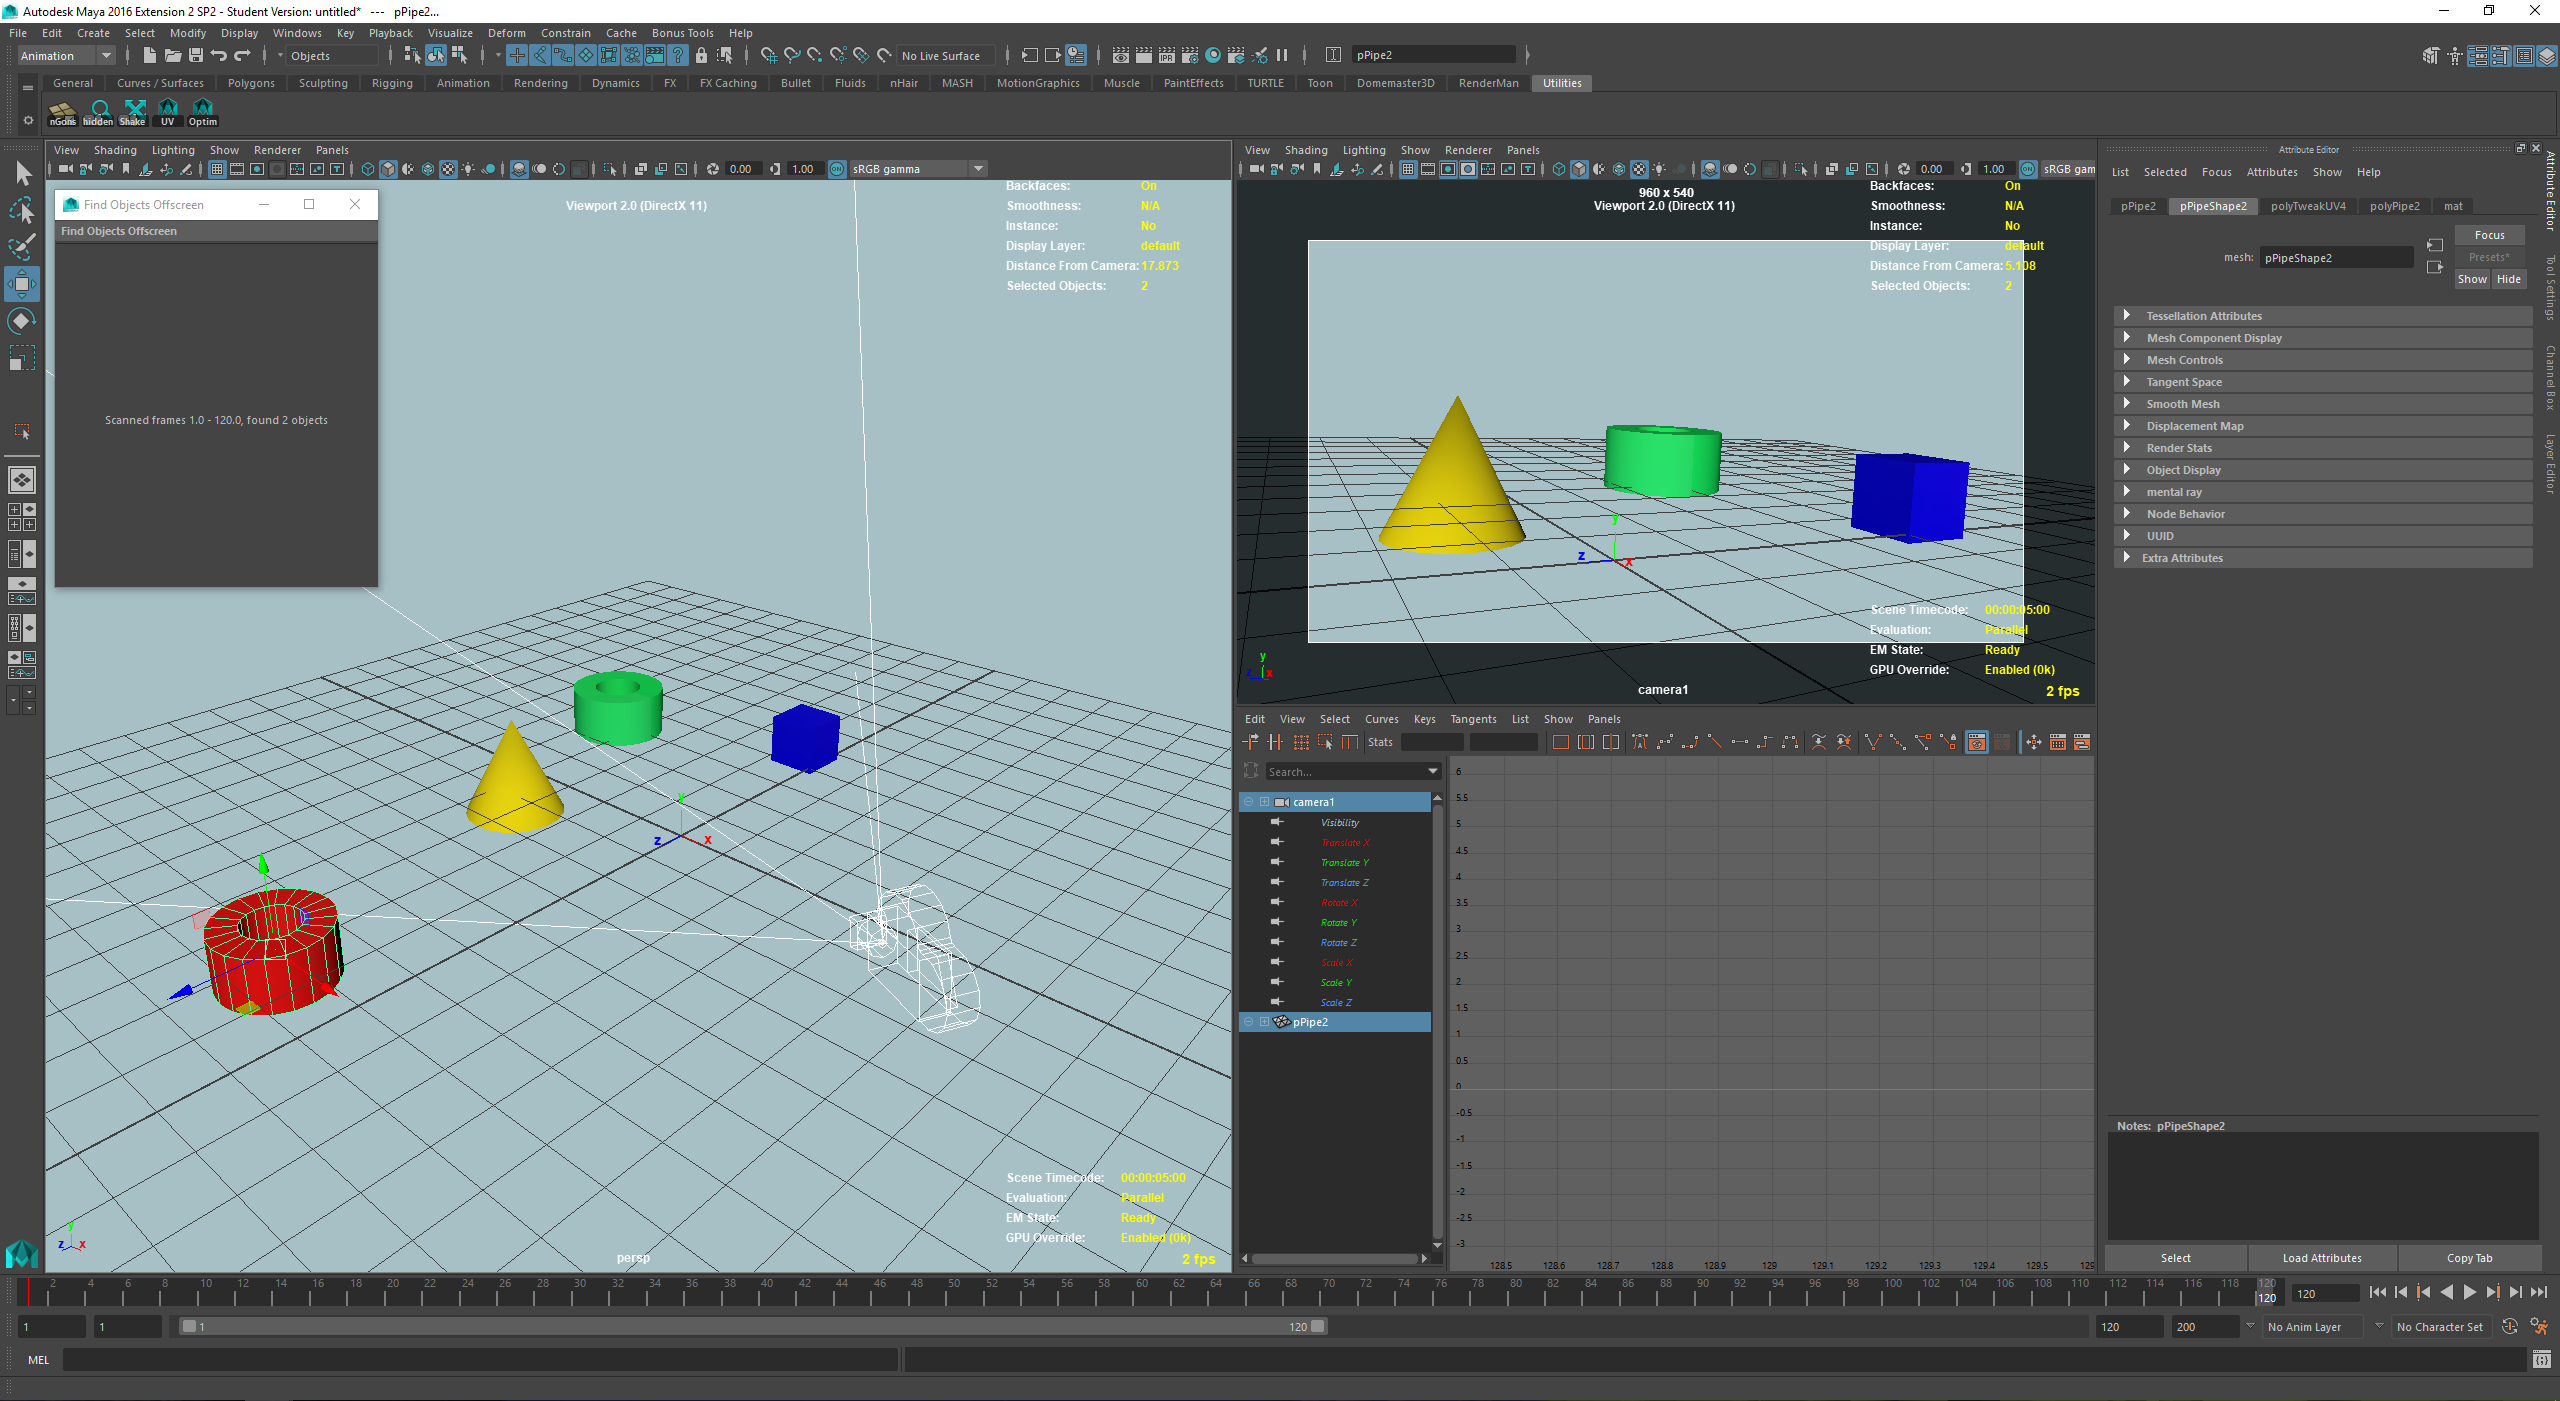 Autodesk Maya 2016 Extension 2 SP2 - Student Version: untitled*   ---   pPipe2...
File Edit Create Select Modify Display Windows Key Playback Visualize Deform Constrain Cache Bonus Tools Help
Animation Objects No Live Surface pPipe2
General Curves / Surfaces Polygons Sculpting Rigging Animation Rendering Dynamics FX FX Caching Bullet Fluids nHair MASH MotionGraphics Muscle PaintEffects TURTLE Toon Domemaster3D RenderMan Utilities
nGons hidden Shake UV Optim
View Shading Lighting Show Renderer Panels
0.00 1.00 sRGB gamma
Find Objects Offscreen
Find Objects Offscreen
Scanned frames 1.0 - 120.0, found 2 objects
Viewport 2.0 (DirectX 11)
Backfaces: On
Smoothness: N/A
Instance: No
Display Layer: default
Distance From Camera: 17.873
Selected Objects: 2
y
z x
Scene Timecode: 00:00:05:00
Evaluation: Parallel
EM State: Ready
GPU Override: Enabled (0k)
2 fps
persp
y
z x
View Shading Lighting Show Renderer Panels
0.00 1.00 sRGB gam
960 x 540
Viewport 2.0 (DirectX 11)
Backfaces: On
Smoothness: N/A
Instance: No
Display Layer: default
Distance From Camera: 5.108
Selected Objects: 2
y
z x
Scene Timecode: 00:00:05:00
Evaluation: Parallel
EM State: Ready
GPU Override: Enabled (0k)
2 fps
camera1
y
z x
Edit View Select Curves Keys Tangents List Show Panels
Stats
Search...
camera1
Visibility
Translate X
Translate Y
Translate Z
Rotate X
Rotate Y
Rotate Z
Scale X
Scale Y
Scale Z
pPipe2
6
5.5
5
4.5
4
3.5
3
2.5
2
1.5
1
0.5
0
-0.5
-1
-1.5
-2
-2.5
-3
128.5 128.6 128.7 128.8 128.9 129 129.1 129.2 129.3 129.4 129.5 129
Attribute Editor
List Selected Focus Attributes Show Help
pPipe2 pPipeShape2 polyTweakUV4 polyPipe2 mat
Focus
mesh: pPipeShape2
Presets*
Show Hide
Tessellation Attributes
Mesh Component Display
Mesh Controls
Tangent Space
Smooth Mesh
Displacement Map
Render Stats
Object Display
mental ray
Node Behavior
UUID
Extra Attributes
Notes: pPipeShape2
Select Load Attributes Copy Tab
Attribute Editor
Tool Settings
Channel Box
Layer Editor
2 4 6 8 10 12 14 16 18 20 22 24 26 28 30 32 34 36 38 40 42 44 46 48 50 52 54 56 58 60 62 64 66 68 70 72 74 76 78 80 82 84 86 88 90 92 94 96 98 100 102 104 106 108 110 112 114 116 118 120
120 120
1 1 1 120 120 200 No Anim Layer No Character Set
MEL